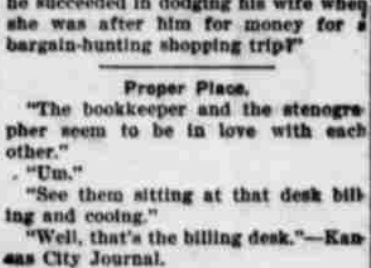 he succeeded in dodging his wife when
she was after him for money for a
bargain-hunting shopping trip?"
Proper Place.
"The bookkeeper and the stenogra-
pher seem to be in love with each
other."
"Um."
"See them sitting at that desk bill-
ing and cooing."
"Well, that's the billing desk."—Kan-
sas City Journal.